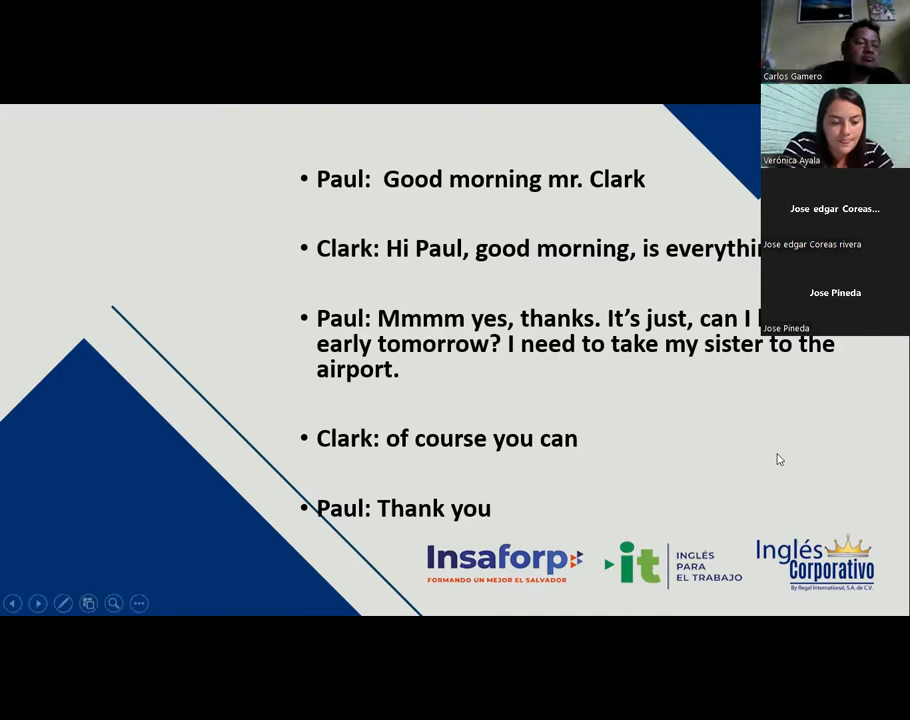 Carlos Gamero
Verónica Ayala
Jose edgar Coreas...
Jose edgar Coreas rivera
Jose Pineda
Jose Pineda
• Paul:  Good morning mr. Clark
• Clark: Hi Paul, good morning, is
• Paul: Mmmm yes, thanks. It's just, can I
early tomorrow? I need to take my sister to the
airport.
• Clark: of course you can
• Paul: Thank you
Insaforp
FORMANDO UN MEJOR EL SALVADOR
it
INGLÉS
PARA
EL TRABAJO
Inglés
Corporativo
By Regal International, S.A. de C.V.